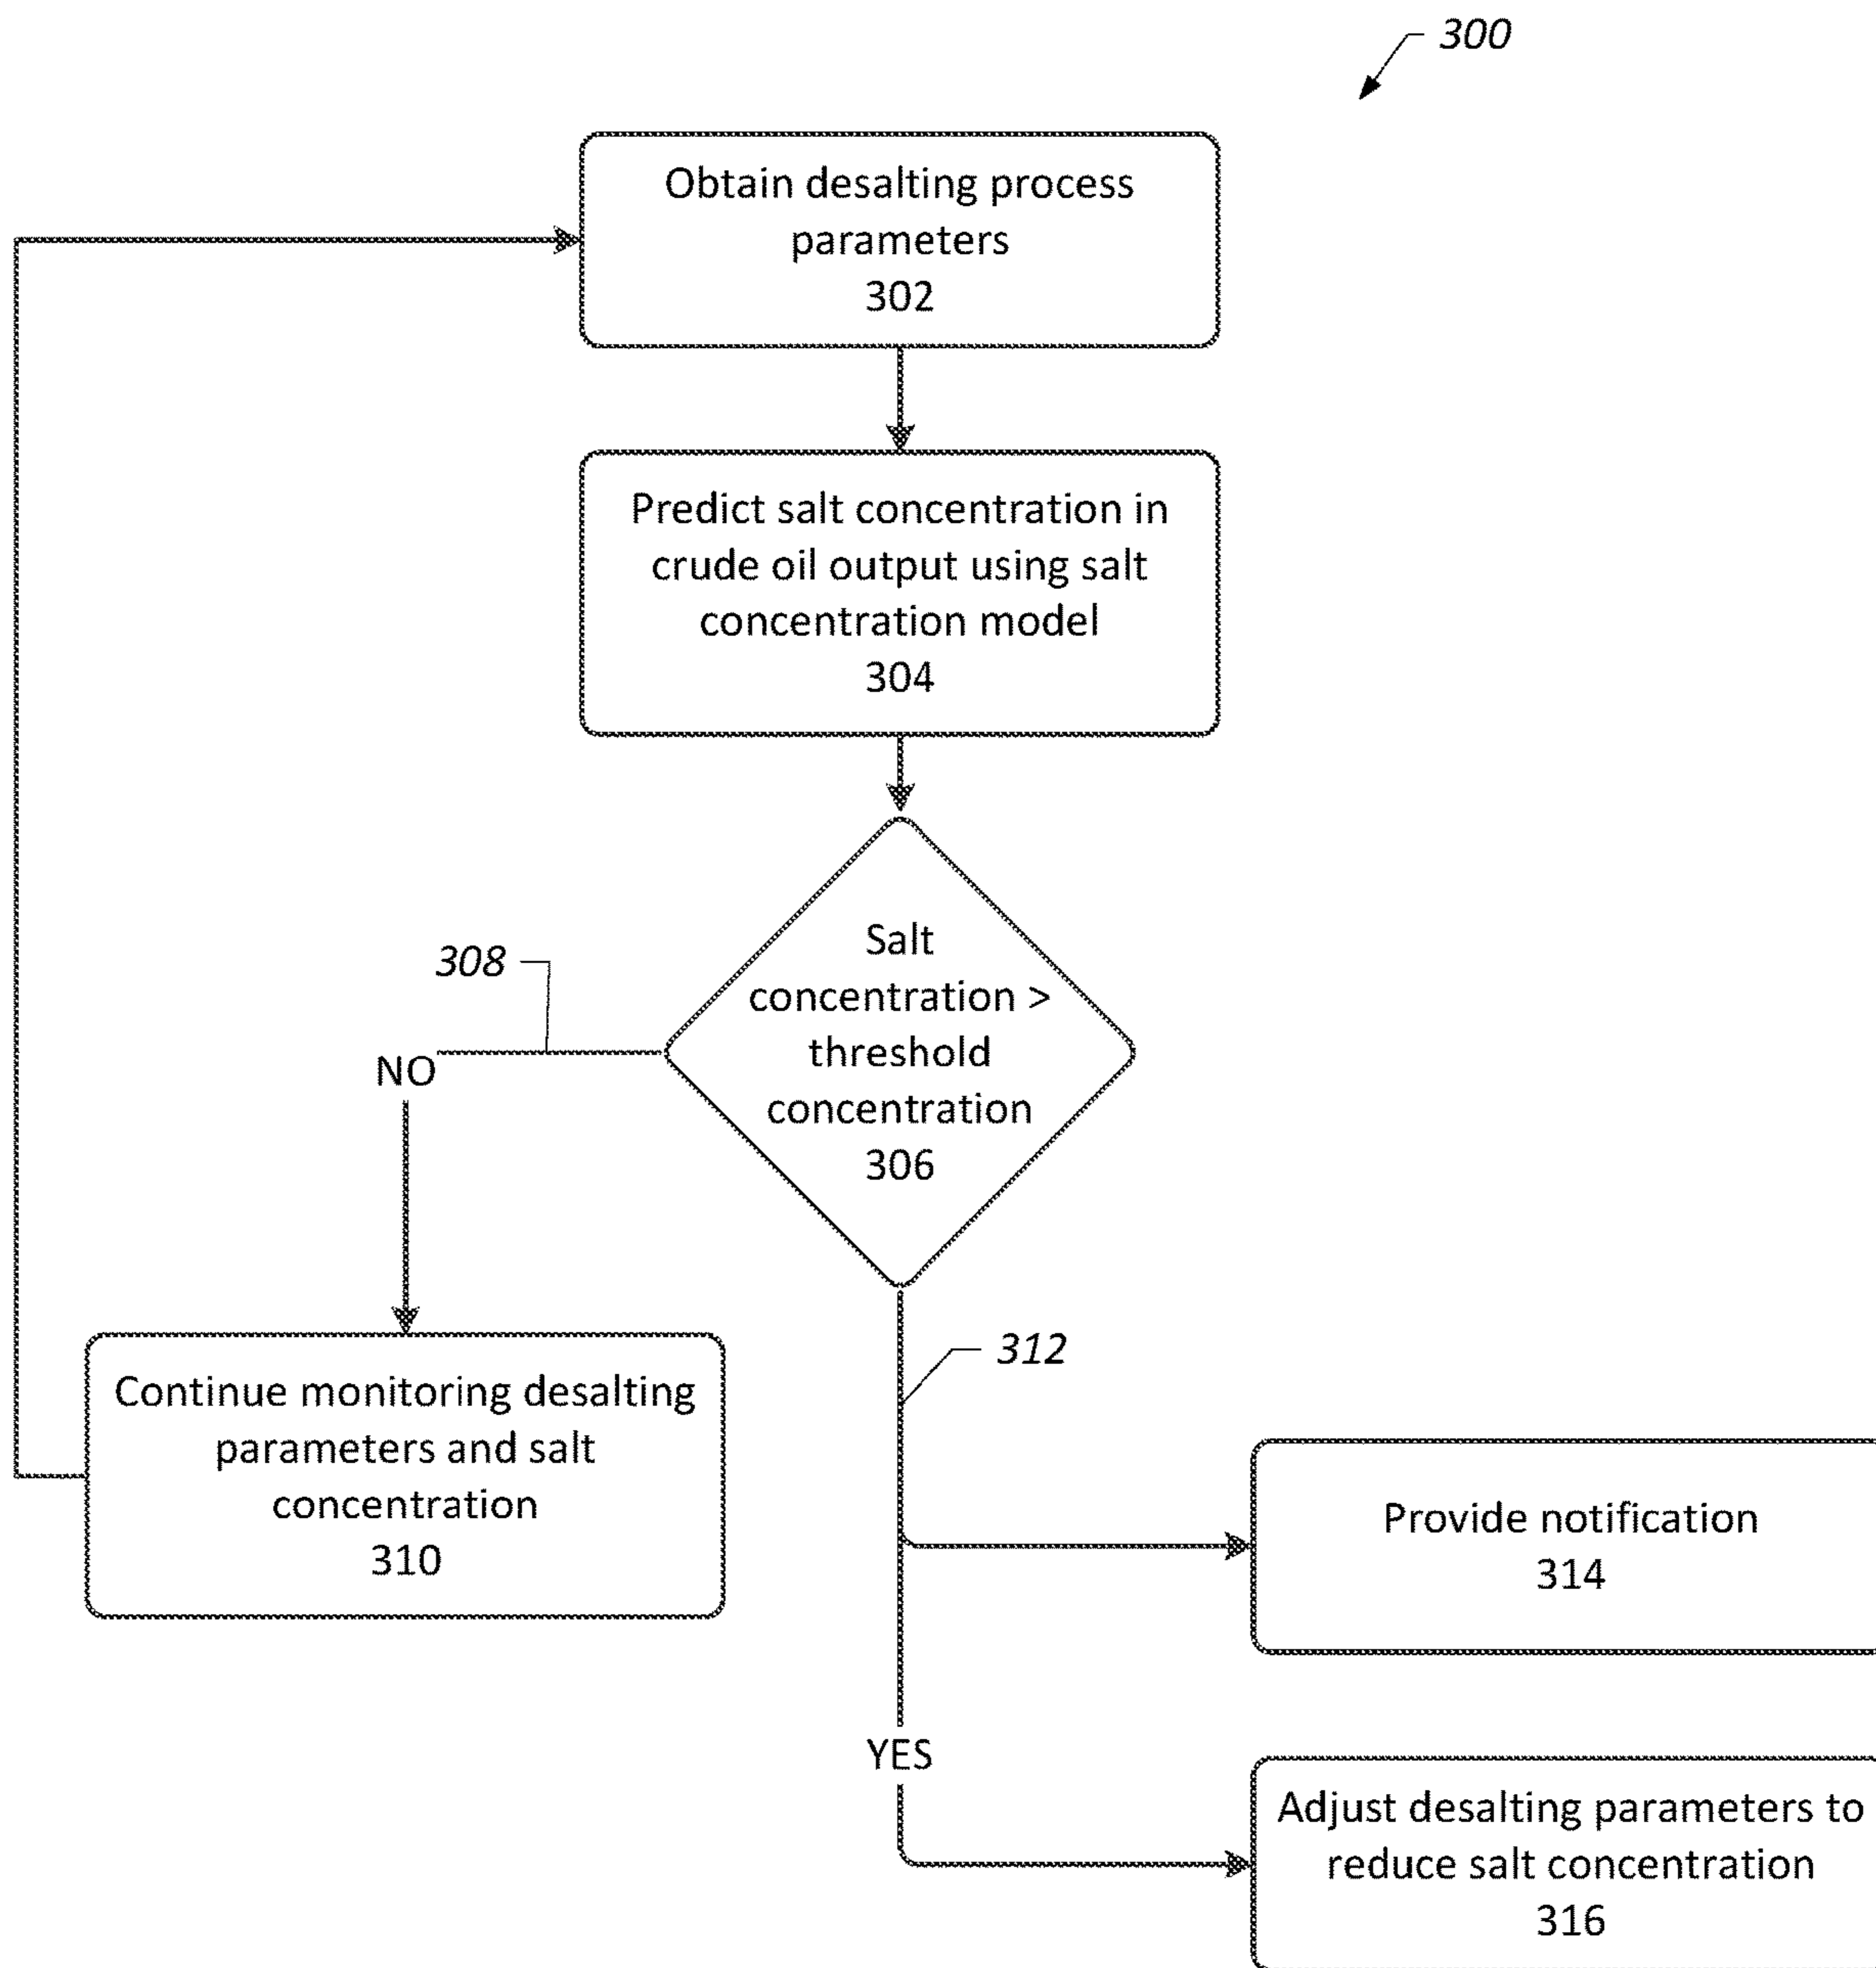 300
Obtain desalting process
parameters
302
Predict salt concentration in
crude oil output using salt
concentration model
304
Salt
concentration >
threshold
concentration
306
308
NO
Continue monitoring desalting
parameters and salt
concentration
310
312
Provide notification
314
YES
Adjust desalting parameters to
reduce salt concentration
316